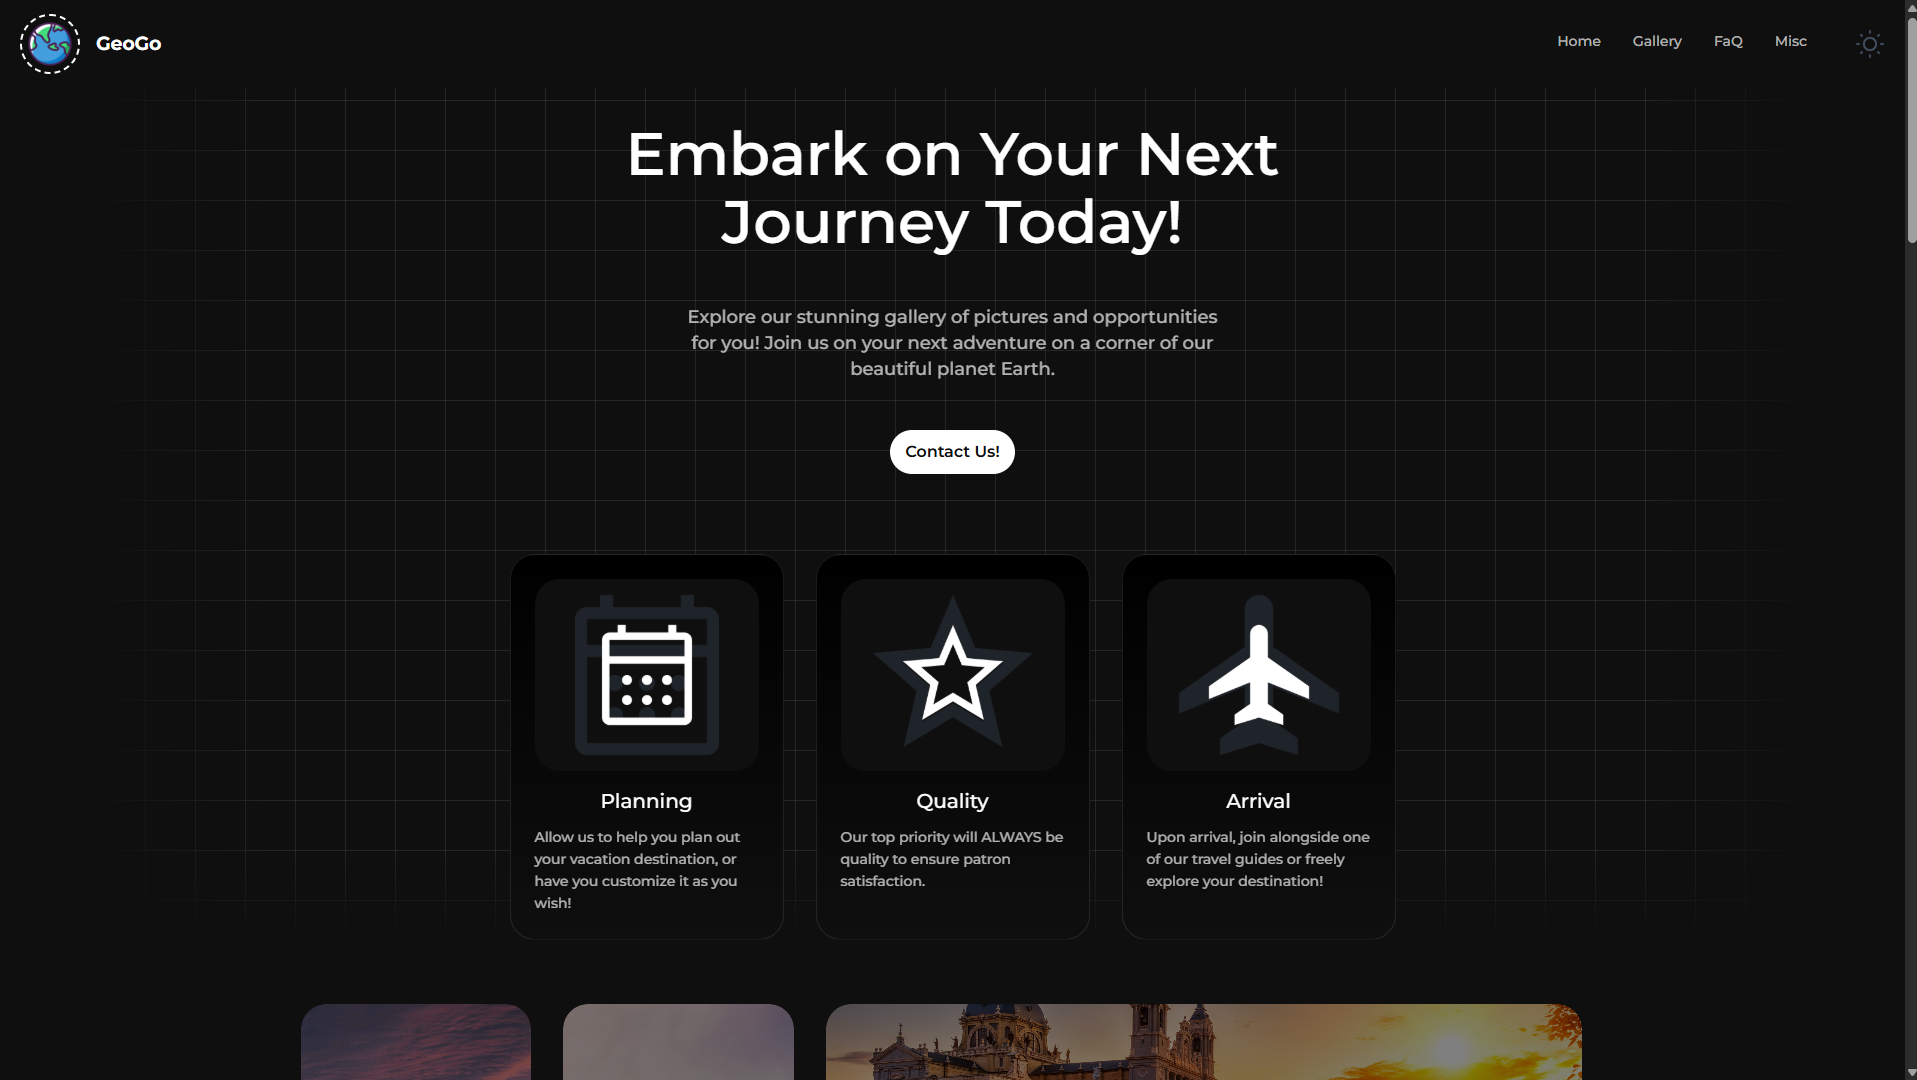 GeoGo
Home
Gallery
FaQ
Misc
Embark on Your Next
Journey Today!
Explore our stunning gallery of pictures and opportunities
for you! Join us on your next adventure on a corner of our
beautiful planet Earth.
Contact Us!
Planning
Allow us to help you plan out
your vacation destination, or
have you customize it as you
wish!
Quality
Our top priority will ALWAYS be
quality to ensure patron
satisfaction.
Arrival
Upon arrival, join alongside one
of our travel guides or freely
explore your destination!